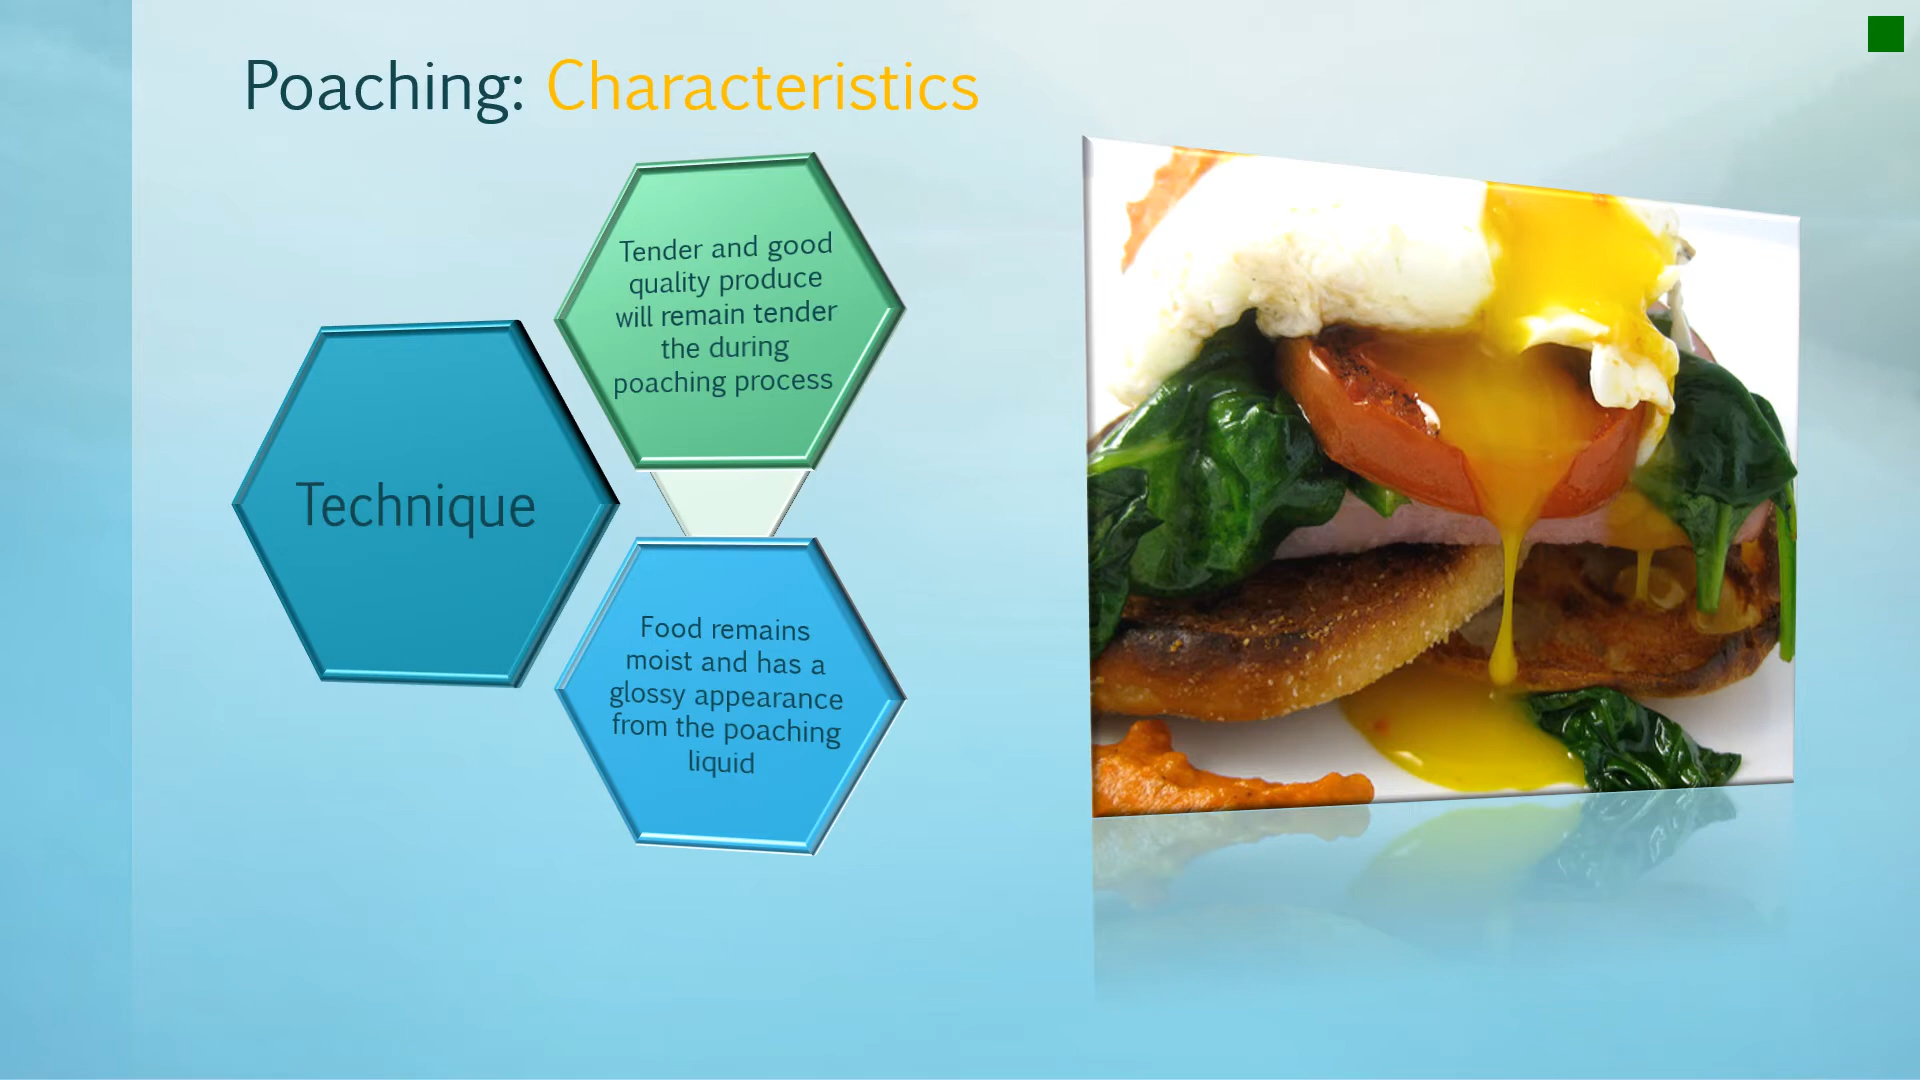 Poaching: Characteristics
Technique
Tender and good
quality produce
will remain tender
the during
poaching process
Food remains
moist and has a
glossy appearance
from the poaching
liquid